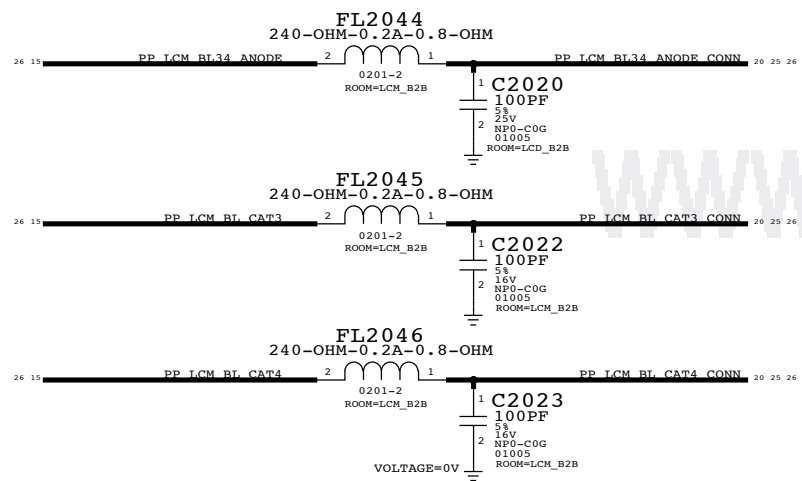 FL2044
240-OHM-0.2A-0.8-OHM
26 15 PP_LCM_BL34_ANODE 2 1 PP_LCM_BL34_ANODE_CONN 20 25 26
0201-2
ROOM=LCM_B2B
1 C2020
100PF
5%
25V
2 NP0-C0G
01005
ROOM=LCD_B2B
WWW
FL2045
240-OHM-0.2A-0.8-OHM
26 15 PP_LCM_BL_CAT3 2 1 PP_LCM_BL_CAT3_CONN 20 25 26
0201-2
ROOM=LCM_B2B
1 C2022
100PF
5%
16V
2 NP0-C0G
01005
ROOM=LCM_B2B
FL2046
240-OHM-0.2A-0.8-OHM
26 15 PP_LCM_BL_CAT4 2 1 PP_LCM_BL_CAT4_CONN 20 25 26
0201-2
ROOM=LCM_B2B
1 C2023
100PF
5%
16V
2 NP0-C0G
01005
ROOM=LCM_B2B
VOLTAGE=0V